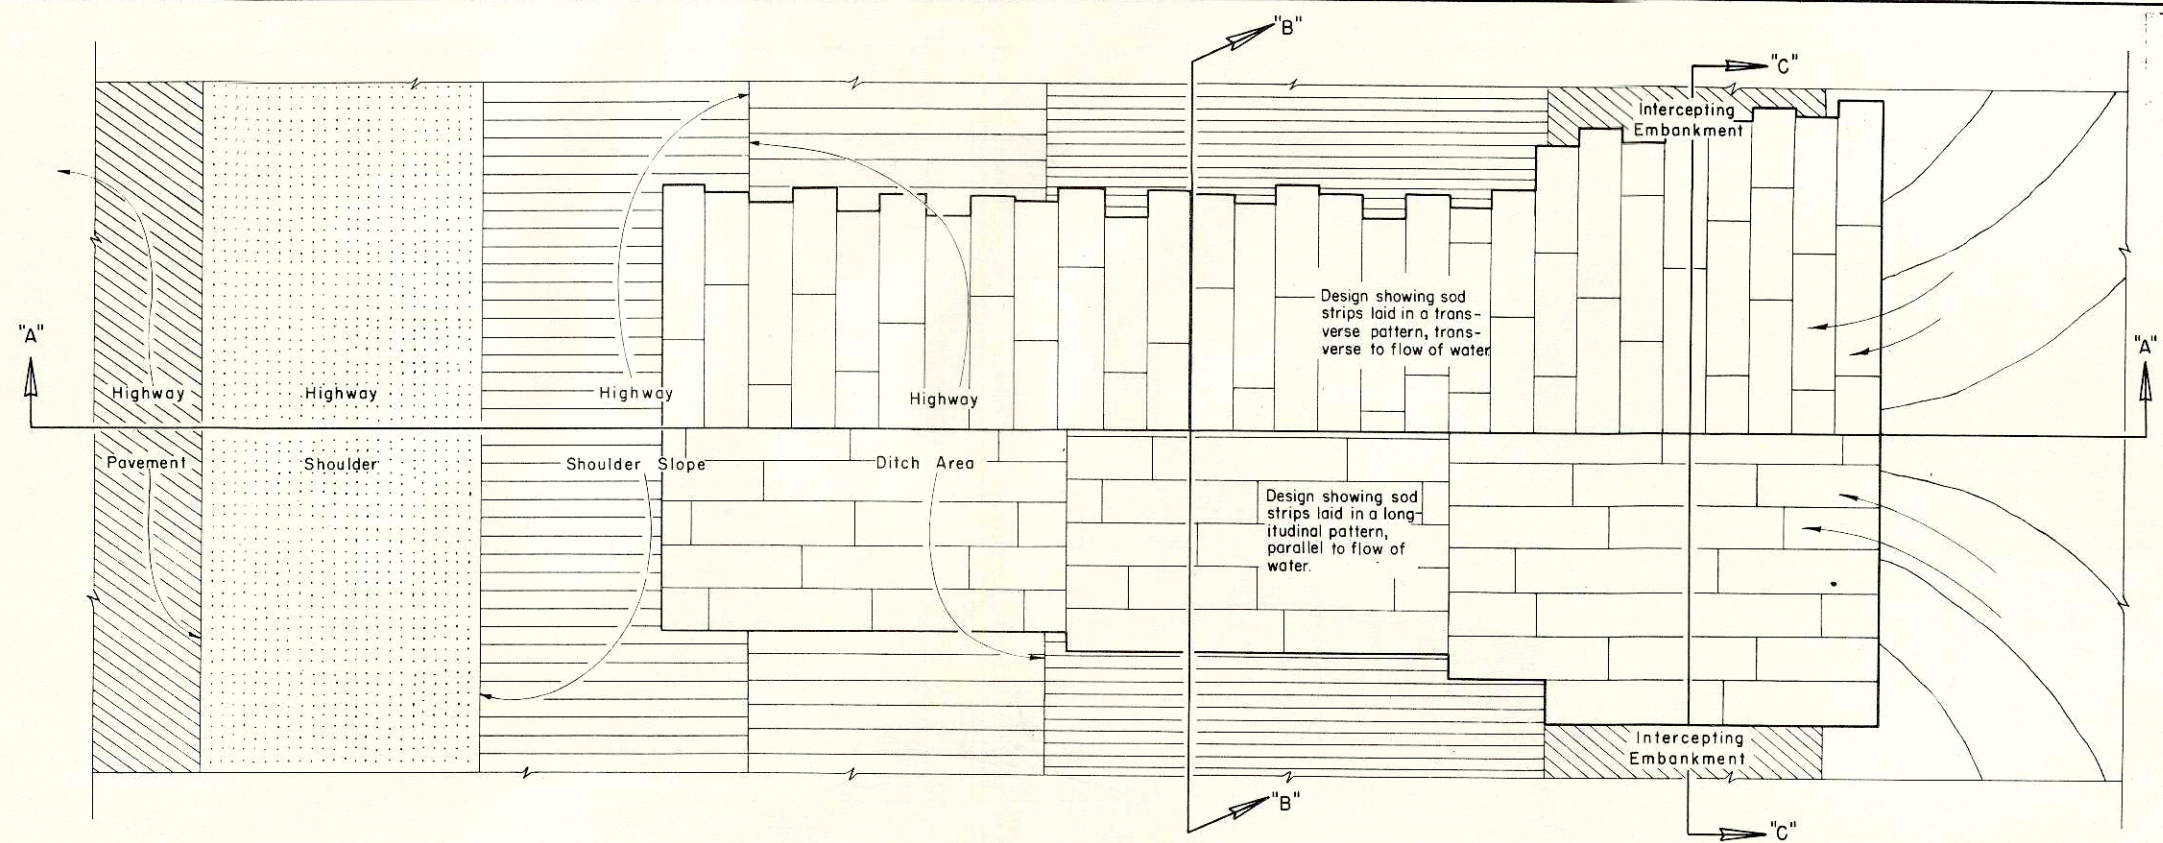 "B"
"C"
Intercepting
Embankment
Design showing sod
strips laid in a trans-
verse pattern, trans-
verse to flow of water
"A"
"A"
Highway
Highway
Highway
Highway
Pavement
Shoulder
Shoulder Slope
Ditch Area
Design showing sod
strips laid in a long-
itudinal pattern,
parallel to flow of
water.
Intercepting
Embankment
"B"
"C"